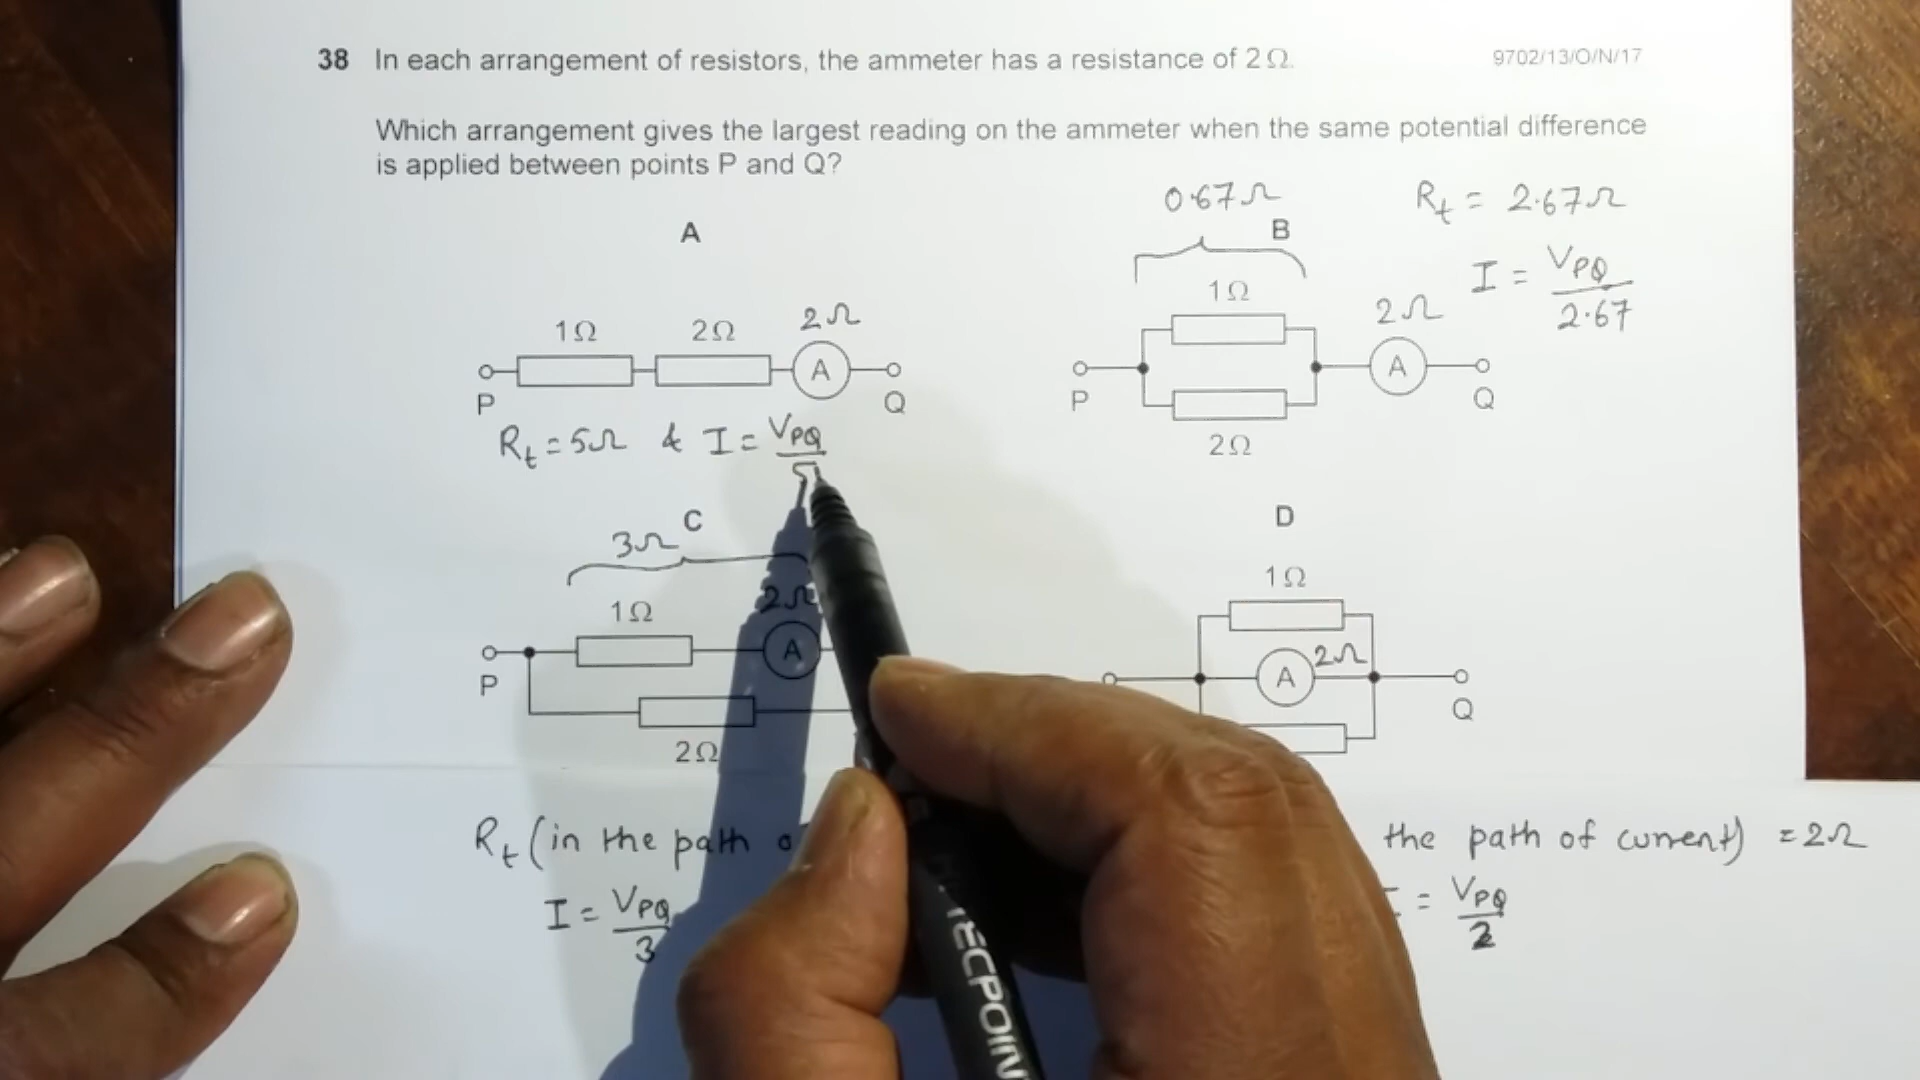 38 In each arrangement of resistors, the ammeter has a resistance of 2 Ω. 9702/13/O/N/17
Which arrangement gives the largest reading on the ammeter when the same potential difference
is applied between points P and Q?
A
1Ω 2Ω 2Ω
P A Q
Rt = 5Ω & I = VPQ/5
0.67Ω Rt = 2.67Ω
B
I = VPQ/2.67
1Ω 2Ω
P A Q
2Ω
C
3Ω
1Ω 2Ω
P A
2Ω
Rt (in the path
I = VPQ/3
D
1Ω
A 2Ω
Q
the path of current) = 2Ω
= VPQ/2
TECPOIN